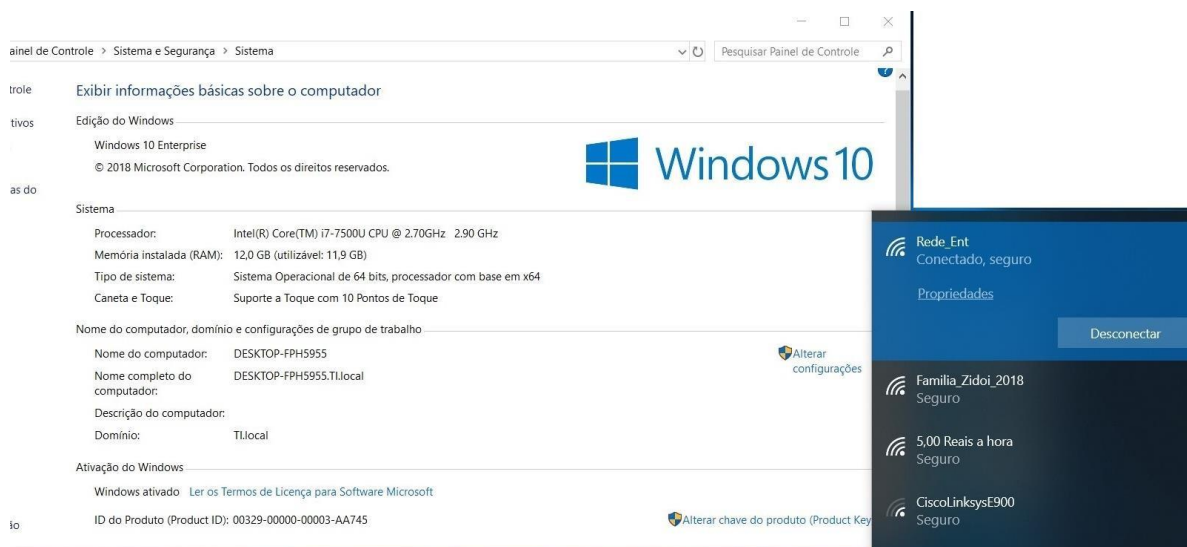 ainel de Controle > Sistema e Segurança > Sistema
Pesquisar Painel de Controle
trole
Exibir informações básicas sobre o computador
tivos
Edição do Windows
Windows 10 Enterprise
© 2018 Microsoft Corporation. Todos os direitos reservados.
Windows 10
as do
Sistema
Processador: Intel(R) Core(TM) i7-7500U CPU @ 2.70GHz 2.90 GHz
Memória instalada (RAM): 12,0 GB (utilizável: 11,9 GB)
Tipo de sistema: Sistema Operacional de 64 bits, processador com base em x64
Caneta e Toque: Suporte a Toque com 10 Pontos de Toque
Nome do computador, domínio e configurações de grupo de trabalho
Nome do computador: DESKTOP-FPH5955
Alterar
configurações
Nome completo do
computador:
DESKTOP-FPH5955.TI.local
Descrição do computador:
Domínio: TI.local
Ativação do Windows
Windows ativado Ler os Termos de Licença para Software Microsoft
ID do Produto (Product ID): 00329-00000-00003-AA745
Alterar chave do produto (Product Key
ão
Rede_Ent
Conectado, seguro
Propriedades
Desconectar
Familia_Zidoi_2018
Seguro
5,00 Reais a hora
Seguro
CiscoLinksysE900
Seguro